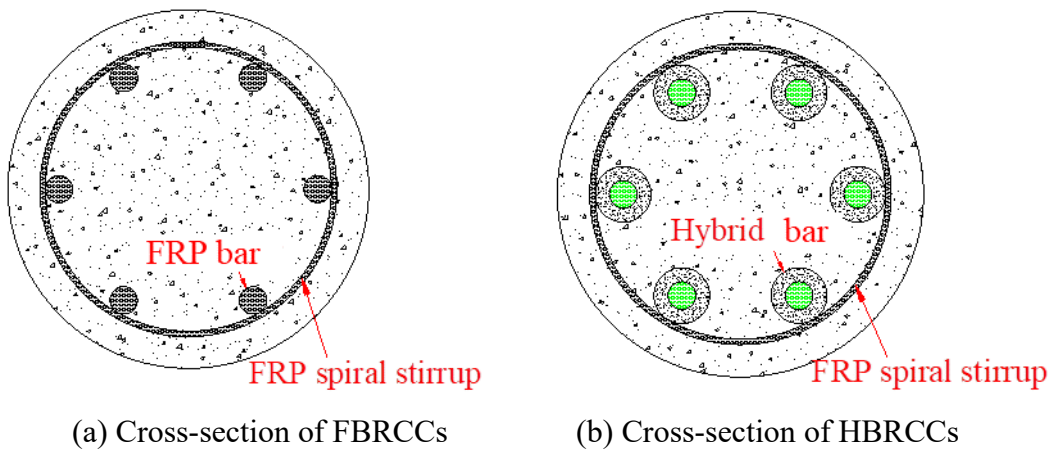 FRP bar
FRP spiral stirrup
(a) Cross-section of FBRCCs
Hybrid bar
FRP spiral stirrup
(b) Cross-section of HBRCCs